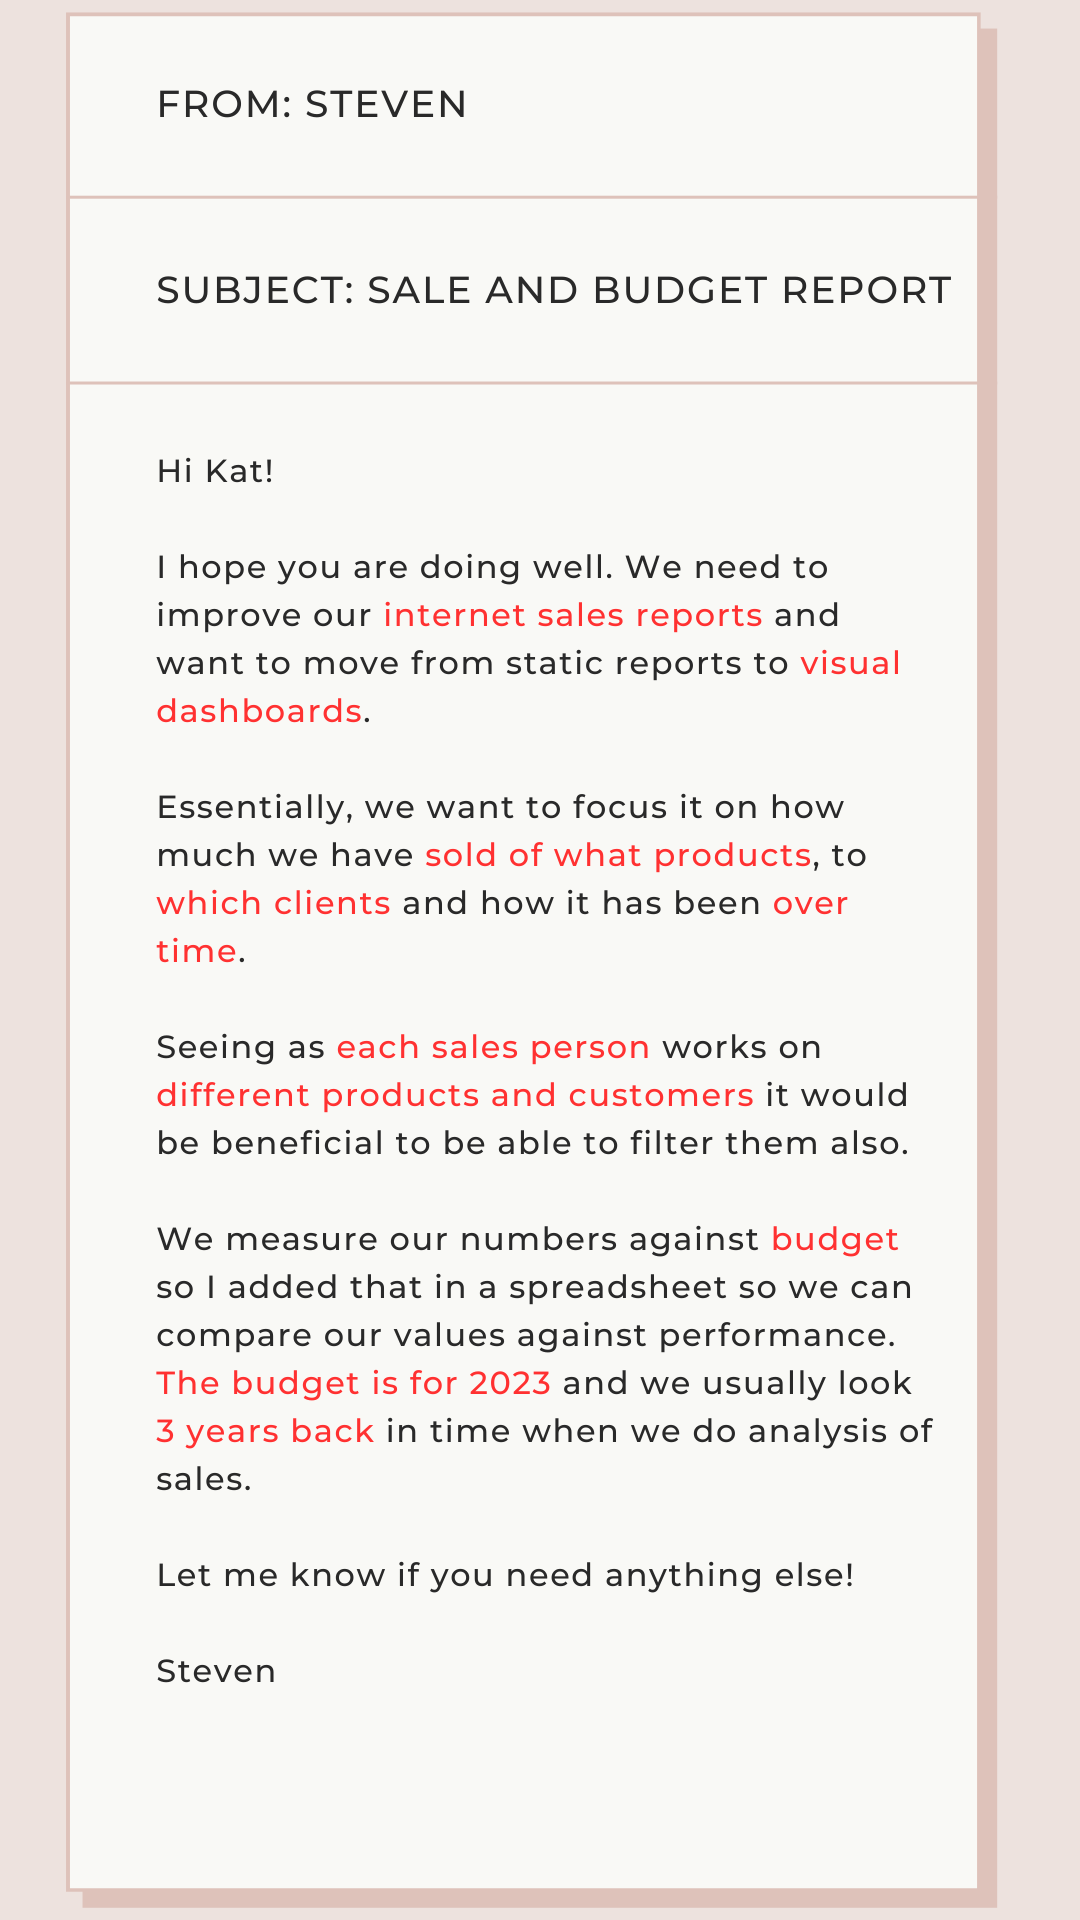 FROM: STEVEN
SUBJECT: SALE AND BUDGET REPORT
Hi Kat!
I hope you are doing well. We need to
improve our internet sales reports and
want to move from static reports to visual
dashboards.
Essentially, we want to focus it on how
much we have sold of what products, to
which clients and how it has been over
time.
Seeing as each sales person works on
different products and customers it would
be beneficial to be able to filter them also.
We measure our numbers against budget
so I added that in a spreadsheet so we can
compare our values against performance.
The budget is for 2023 and we usually look
3 years back in time when we do analysis of
sales.
Let me know if you need anything else!
Steven